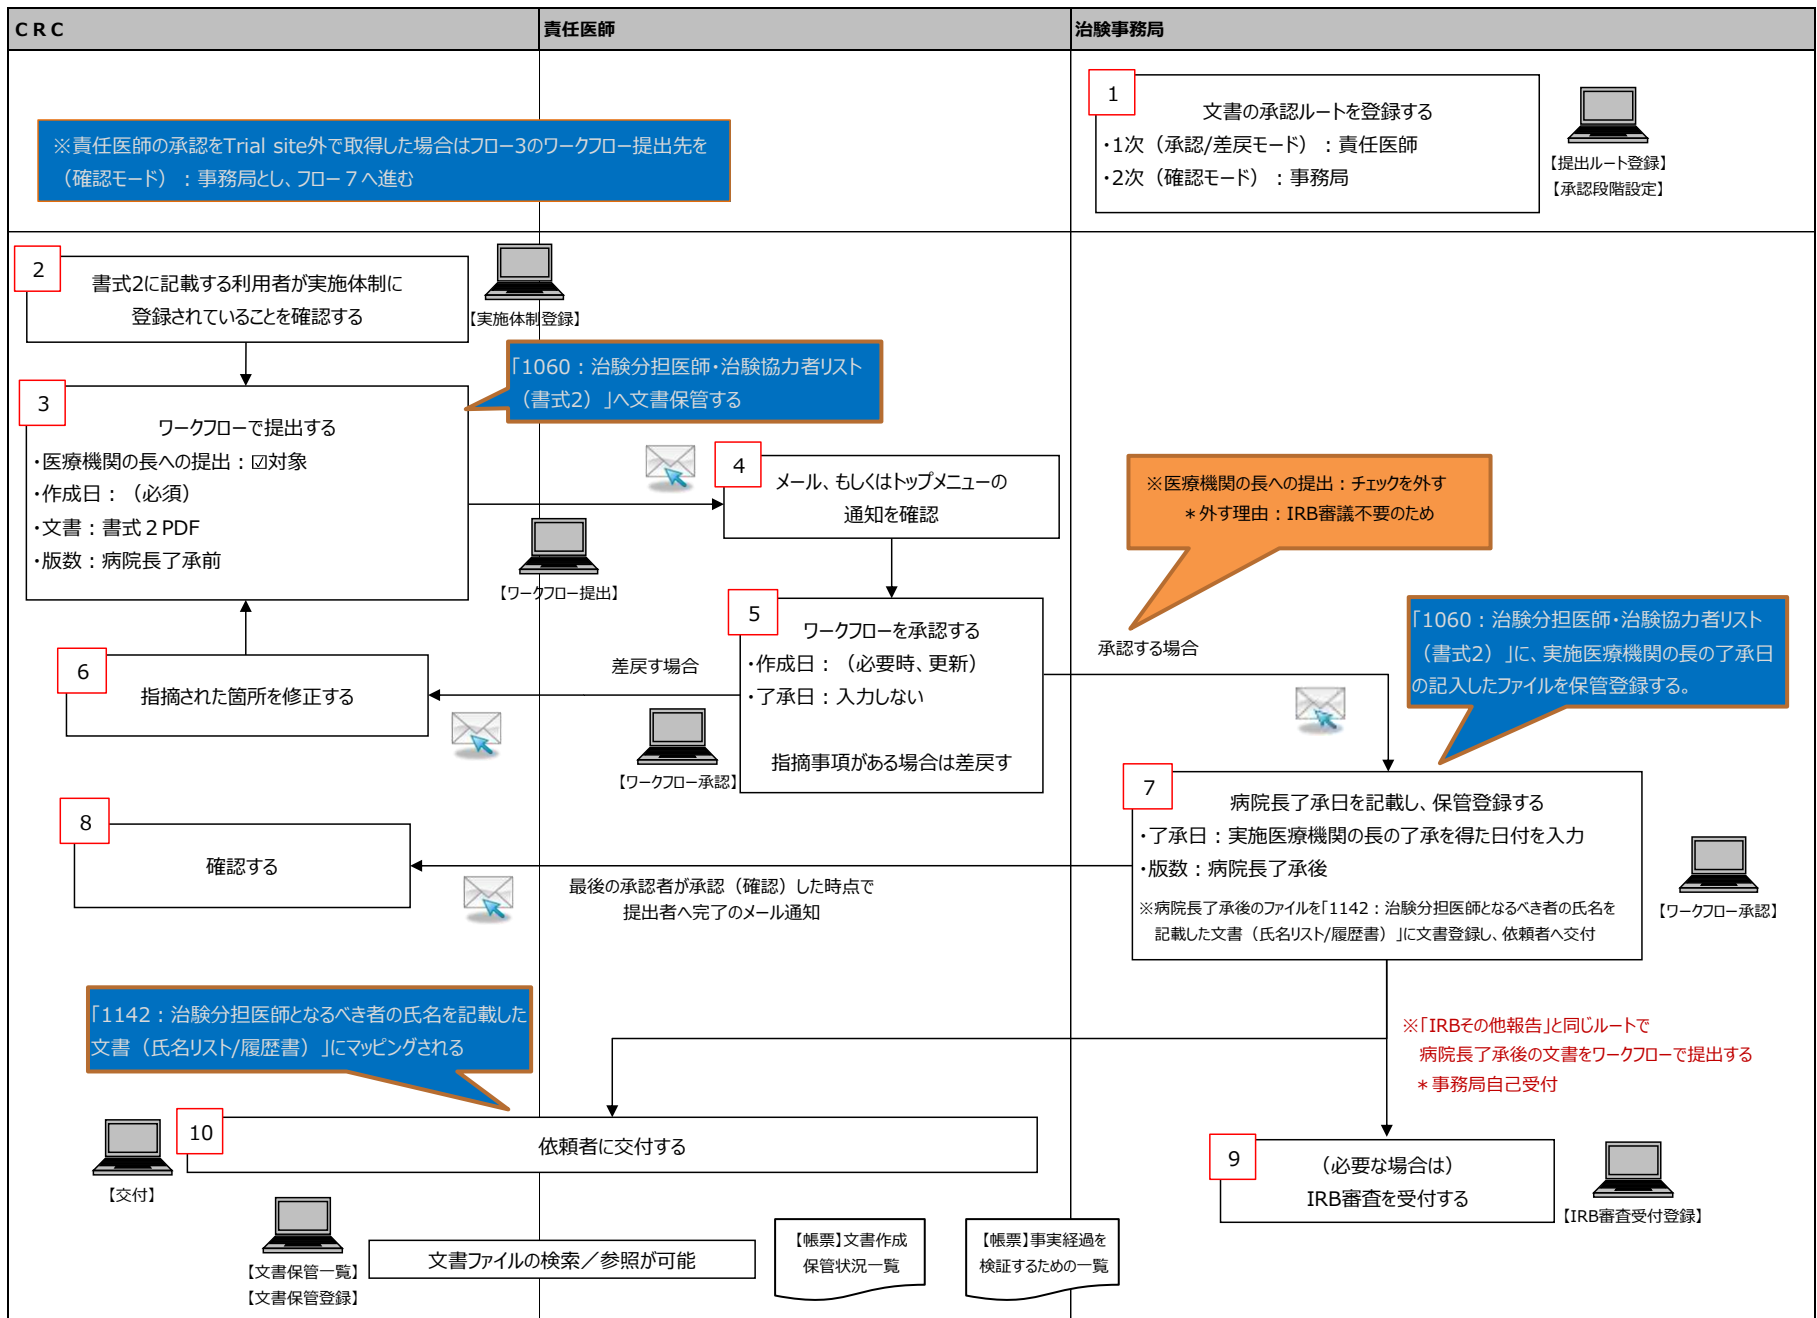 ＣＲＣ
責任医師
治験事務局
※責任医師の承認をTrial site外で取得した場合はフロー3のワークフロー提出先を
（確認モード）：事務局とし、フロー７へ進む
1
文書の承認ルートを登録する
・1次（承認/差戻モード）：責任医師
・2次（確認モード）：事務局
【提出ルート登録】
【承認段階設定】
2
書式2に記載する利用者が実施体制に
登録されていることを確認する
【実施体制登録】
「1060：治験分担医師・治験協力者リスト
（書式2）」へ文書保管する
3
ワークフローで提出する
・医療機関の長への提出：☑対象
・作成日：（必須）
・文書：書式２PDF
・版数：病院長了承前
【ワークフロー提出】
4
メール、もしくはトップメニューの
通知を確認
※医療機関の長への提出：チェックを外す
＊外す理由：IRB審議不要のため
5
ワークフローを承認する
・作成日：（必要時、更新）
・了承日：入力しない
指摘事項がある場合は差戻す
【ワークフロー承認】
差戻す場合
承認する場合
「1060：治験分担医師・治験協力者リスト
（書式2）」に、実施医療機関の長の了承日
の記入したファイルを保管登録する。
6
指摘された箇所を修正する
7
病院長了承日を記載し、保管登録する
・了承日：実施医療機関の長の了承を得た日付を入力
・版数：病院長了承後
※病院長了承後のファイルを「1142：治験分担医師となるべき者の氏名を
記載した文書（氏名リスト/履歴書）」に文書登録し、依頼者へ交付
【ワークフロー承認】
8
確認する
最後の承認者が承認（確認）した時点で
提出者へ完了のメール通知
「1142：治験分担医師となるべき者の氏名を記載した
文書（氏名リスト/履歴書）」にマッピングされる
※「IRBその他報告」と同じルートで
病院長了承後の文書をワークフローで提出する
＊事務局自己受付
10
依頼者に交付する
【交付】
9
（必要な場合は）
IRB審査を受付する
【IRB審査受付登録】
文書ファイルの検索／参照が可能
【文書保管一覧】
【文書保管登録】
【帳票】文書作成
保管状況一覧
【帳票】事実経過を
検証するための一覧